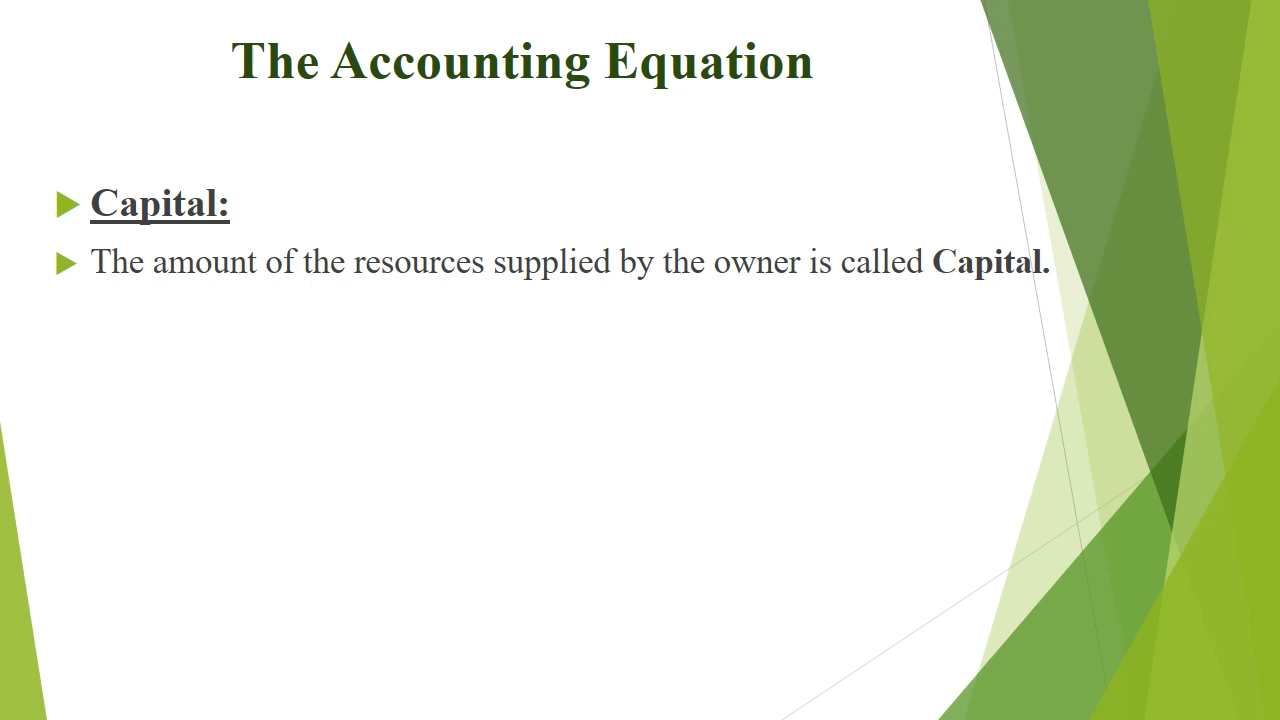 The Accounting Equation
Capital:
The amount of the resources supplied by the owner is called Capital.